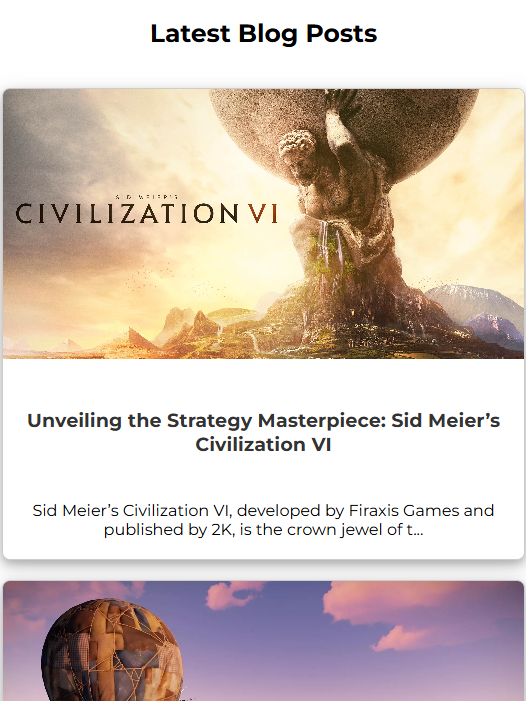 Latest Blog Posts
SID MEIER'S
CIVILIZATION VI
Unveiling the Strategy Masterpiece: Sid Meier’s
Civilization VI
Sid Meier’s Civilization VI, developed by Firaxis Games and
published by 2K, is the crown jewel of t...